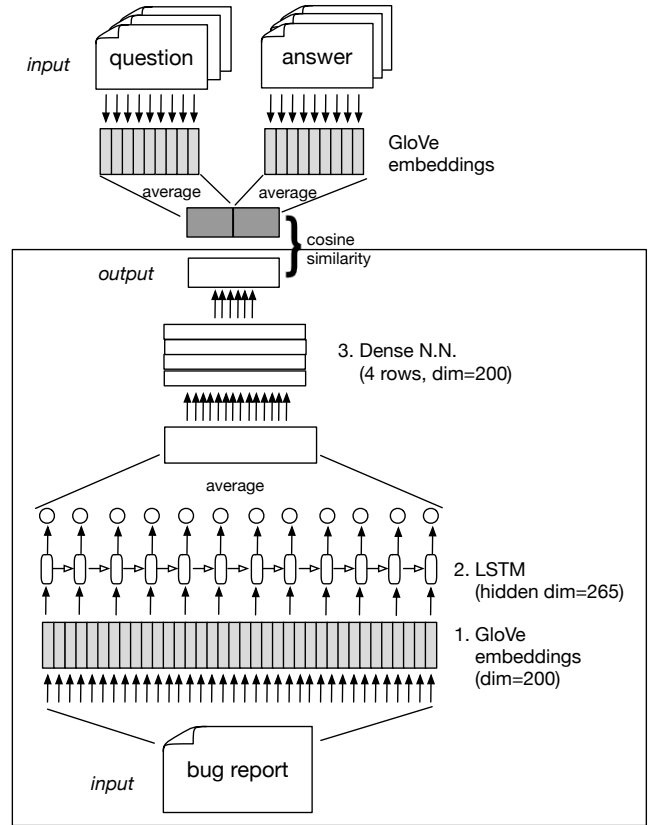 input
question
answer
GloVe
embeddings
average
average
cosine
similarity
output
3. Dense N.N.
(4 rows, dim=200)
average
2. LSTM
(hidden dim=265)
1. GloVe
embeddings
(dim=200)
bug report
input